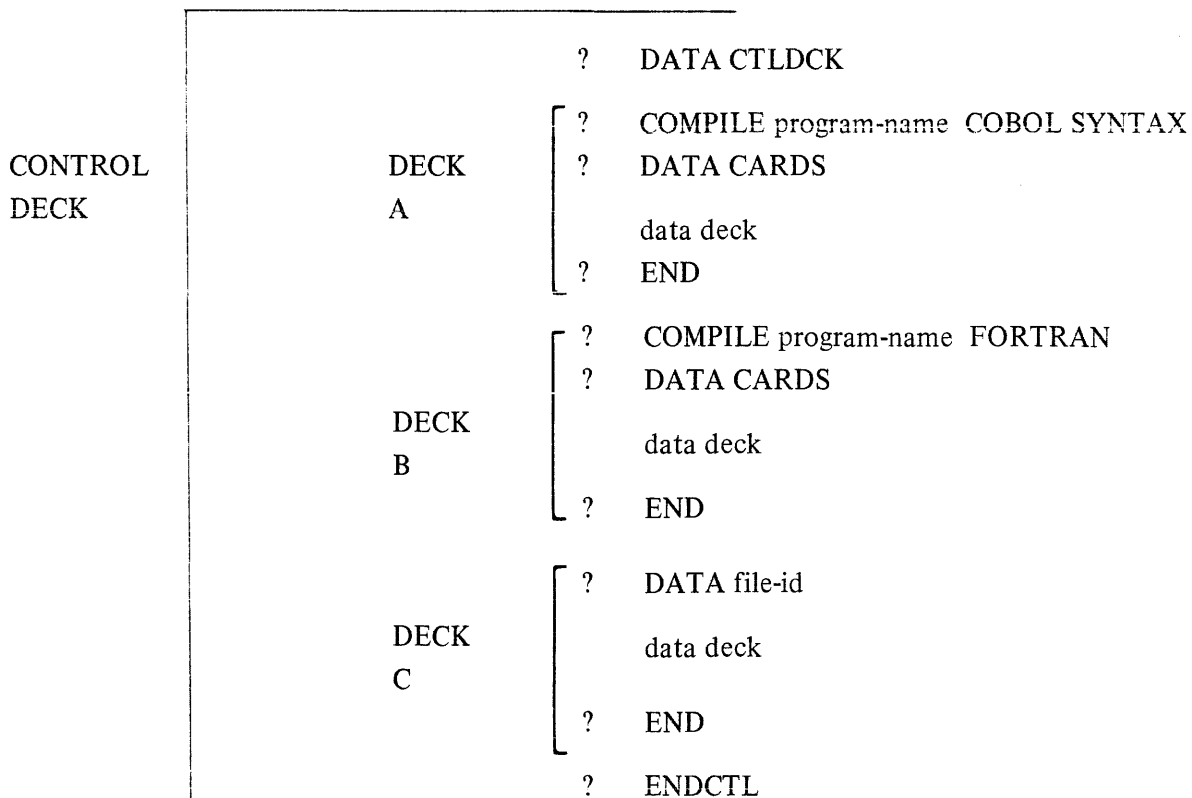 ? DATA CTLDCK
? COMPILE program-name COBOL SYNTAX
CONTROL DECK ? DATA CARDS
DECK A
data deck
? END
? COMPILE program-name FORTRAN
? DATA CARDS
DECK
data deck
B
? END
? DATA file-id
DECK data deck
C
? END
? ENDCTL